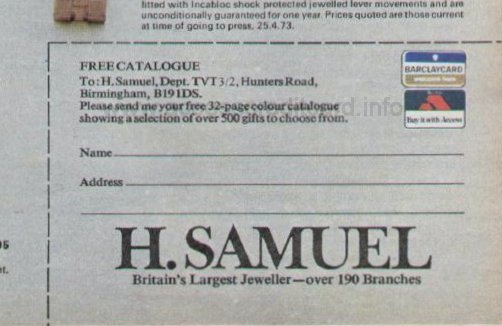 fitted with Incabloc shock protected jewelled lever movements and are
unconditionally guaranteed for one year. Prices quoted are those current
at time of going to press, 25.4.73.
FREE CATALOGUE
To: H. Samuel, Dept. TVT 3/2, Hunters Road,
Birmingham, B19 1DS.
Please send me your free 32-page colour catalogue
showing a selection of over 500 gifts to choose from.
BARCLAYCARD
WELCOME HERE
Buy it with Access
Name
Address
H. SAMUEL
Britain's Largest Jeweller—over 190 Branches